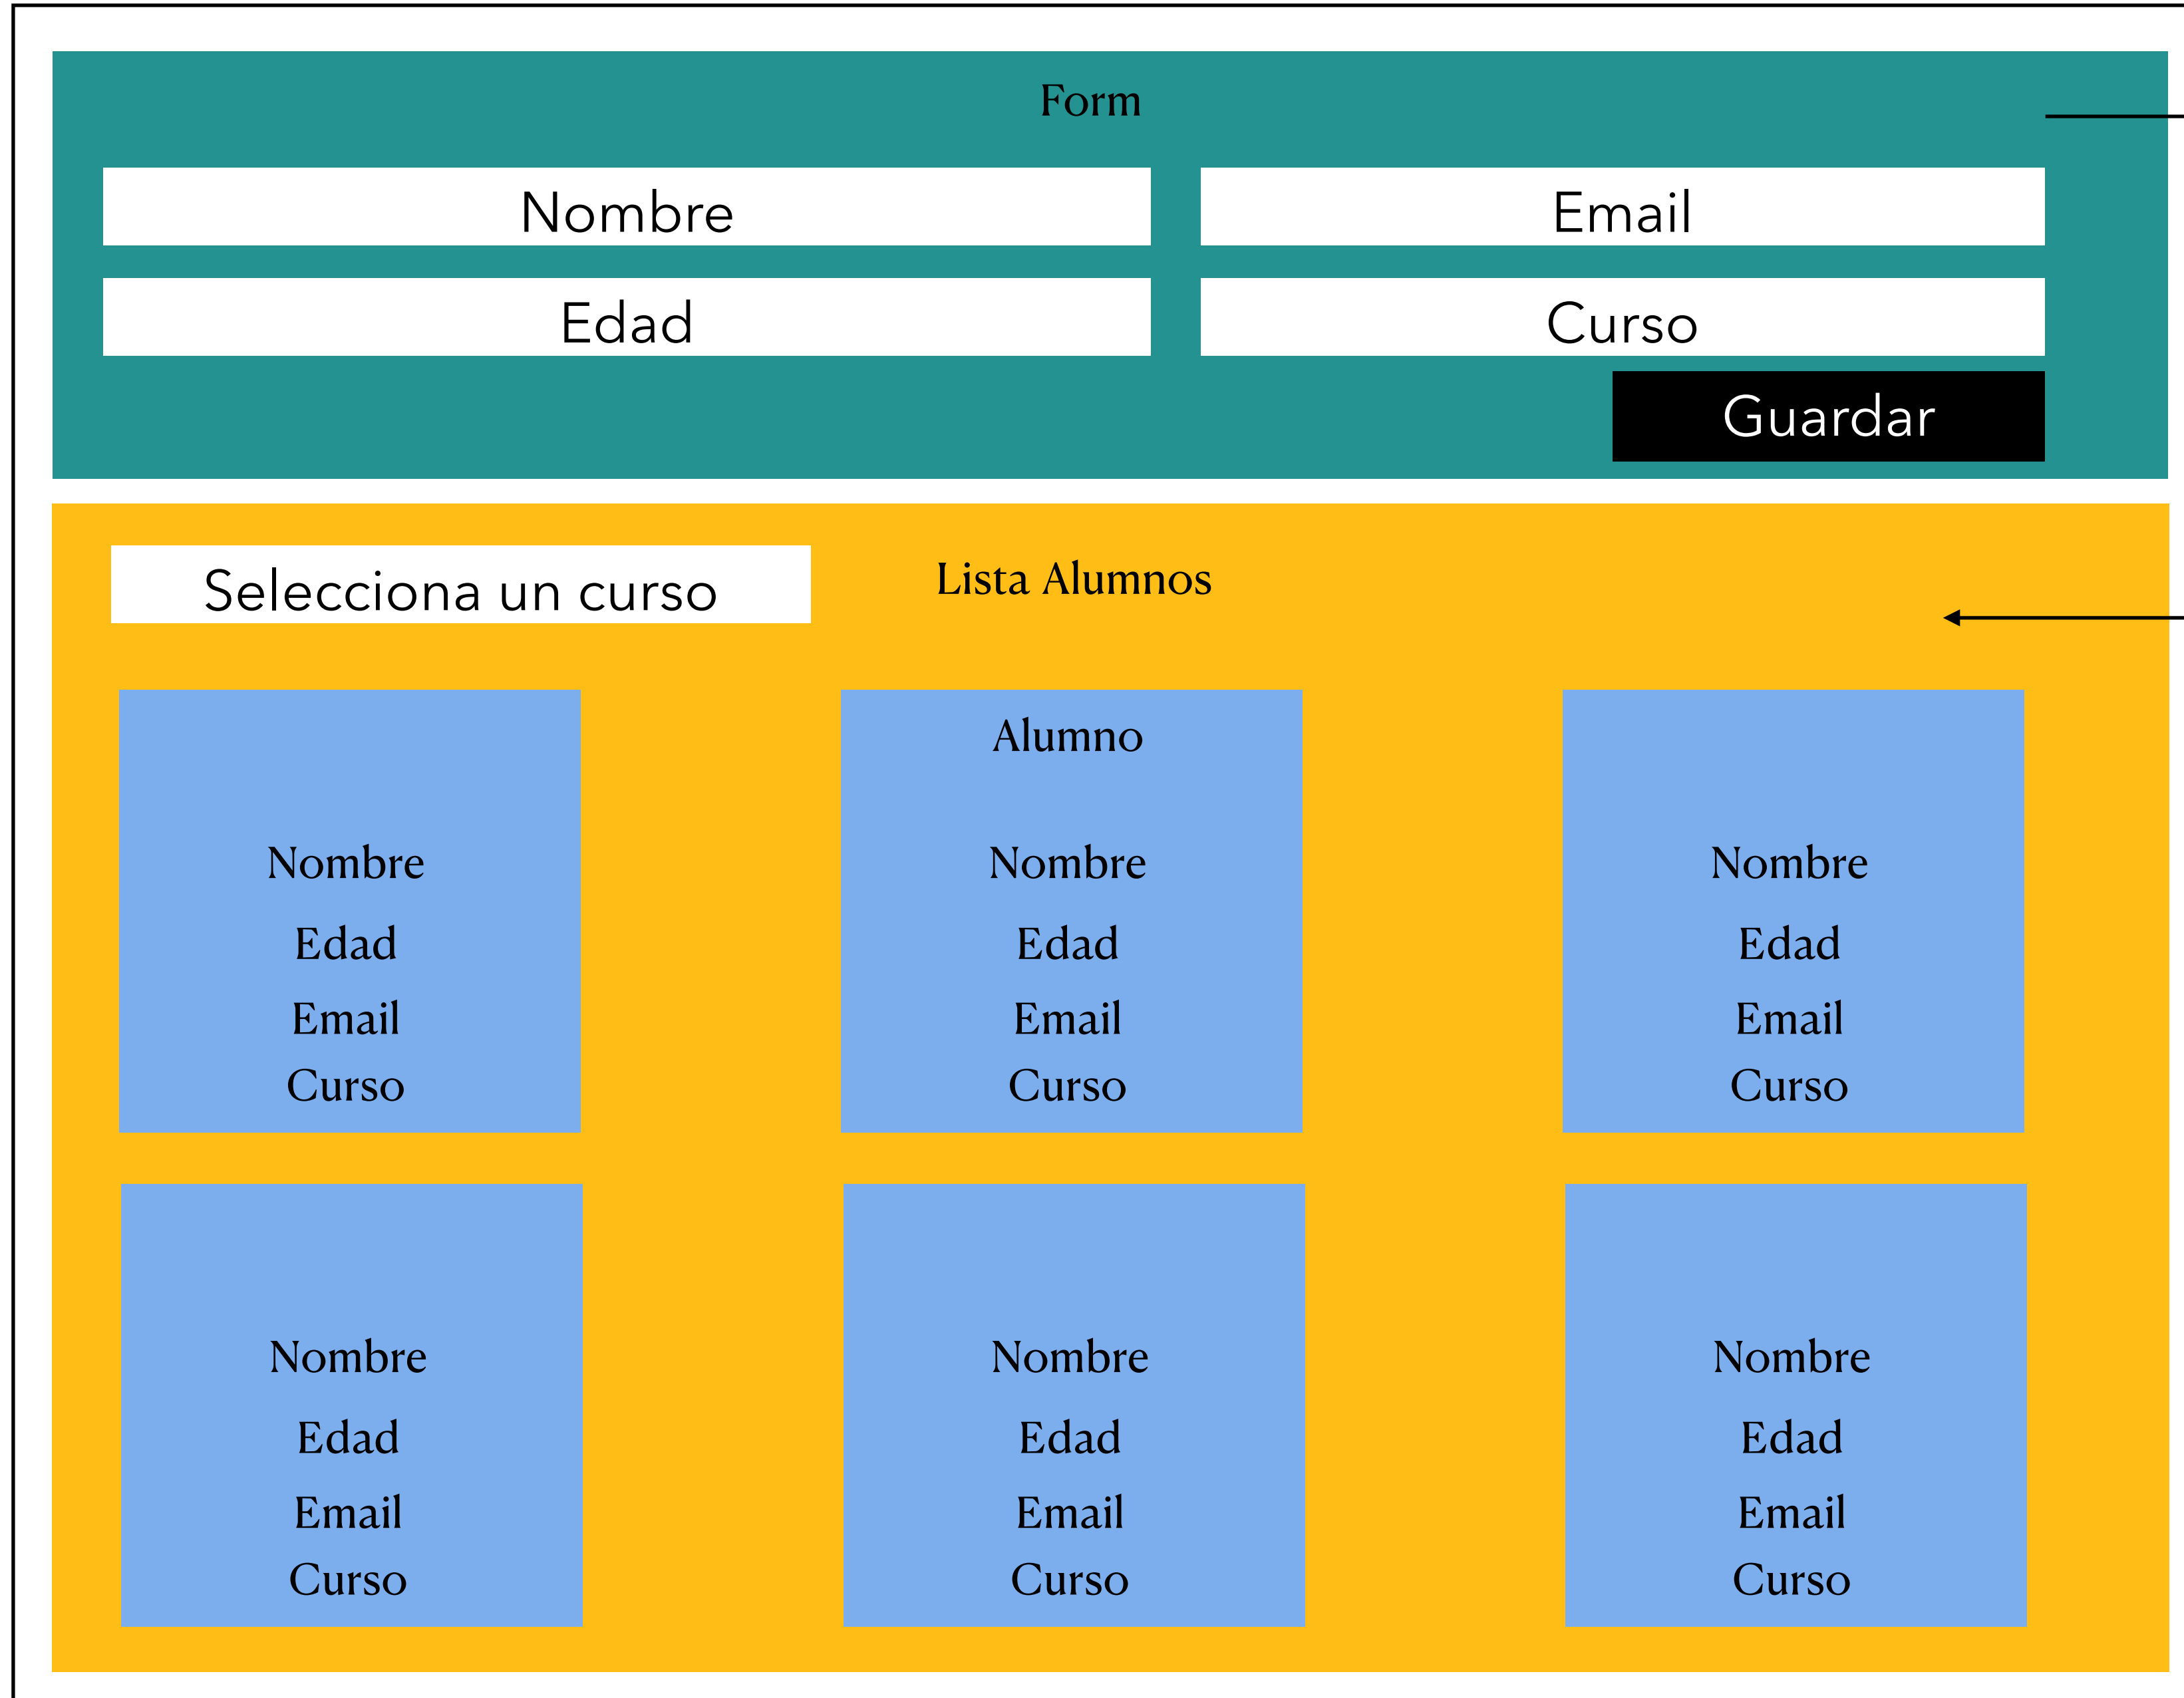 Form
Nombre
Email
Edad
Curso
Guardar
Selecciona un curso
Lista Alumnos
Nombre
Edad
Email
Curso
Alumno
Nombre
Edad
Email
Curso
Nombre
Edad
Email
Curso
Nombre
Edad
Email
Curso
Nombre
Edad
Email
Curso
Nombre
Edad
Email
Curso